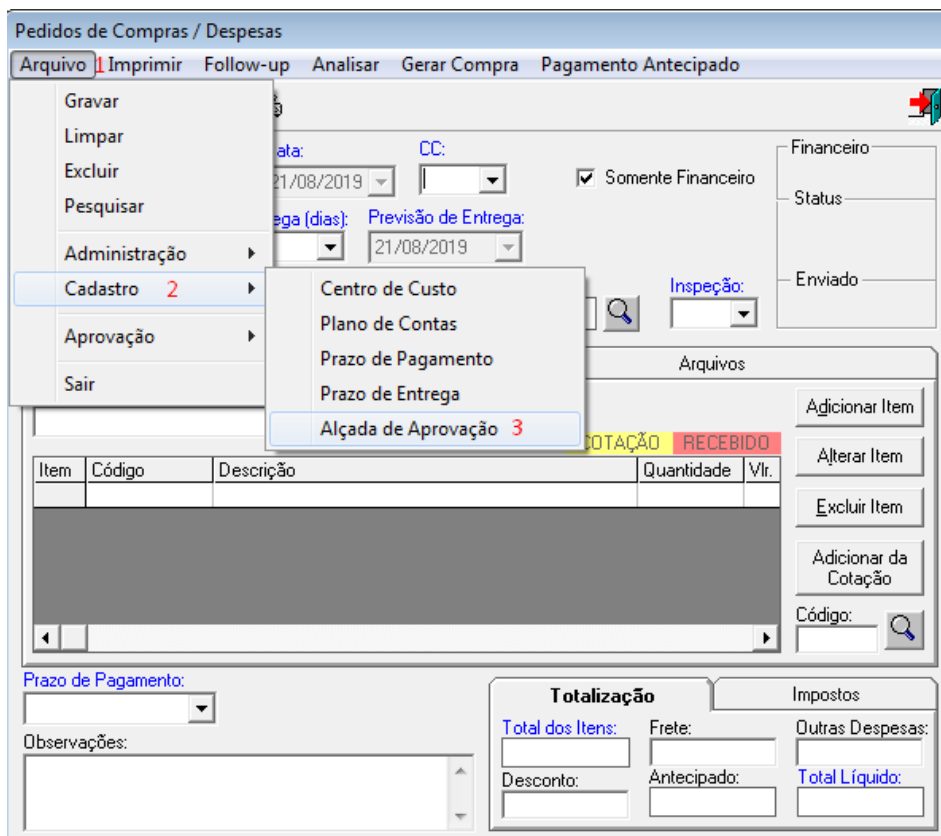 Pedidos de Compras / Despesas
Arquivo 1 Imprimir Follow-up Analisar Gerar Compra Pagamento Antecipado
Gravar
Limpar
Excluir
Pesquisar
Administração
Cadastro 2
Aprovação
Sair
Centro de Custo
Plano de Contas
Prazo de Pagamento
Prazo de Entrega
Alçada de Aprovação 3
ata: CC:
21/08/2019
Somente Financeiro
ega (dias): Previsão de Entrega:
21/08/2019
Inspeção:
Financeiro
Status
Enviado
Arquivos
COTAÇÃO RECEBIDO
Item Código Descrição Quantidade Vlr.
Adicionar Item
Alterar Item
Excluir Item
Adicionar da
Cotação
Código:
Prazo de Pagamento:
Observações:
Totalização Impostos
Total dos Itens: Frete: Outras Despesas:
Desconto: Antecipado: Total Líquido: